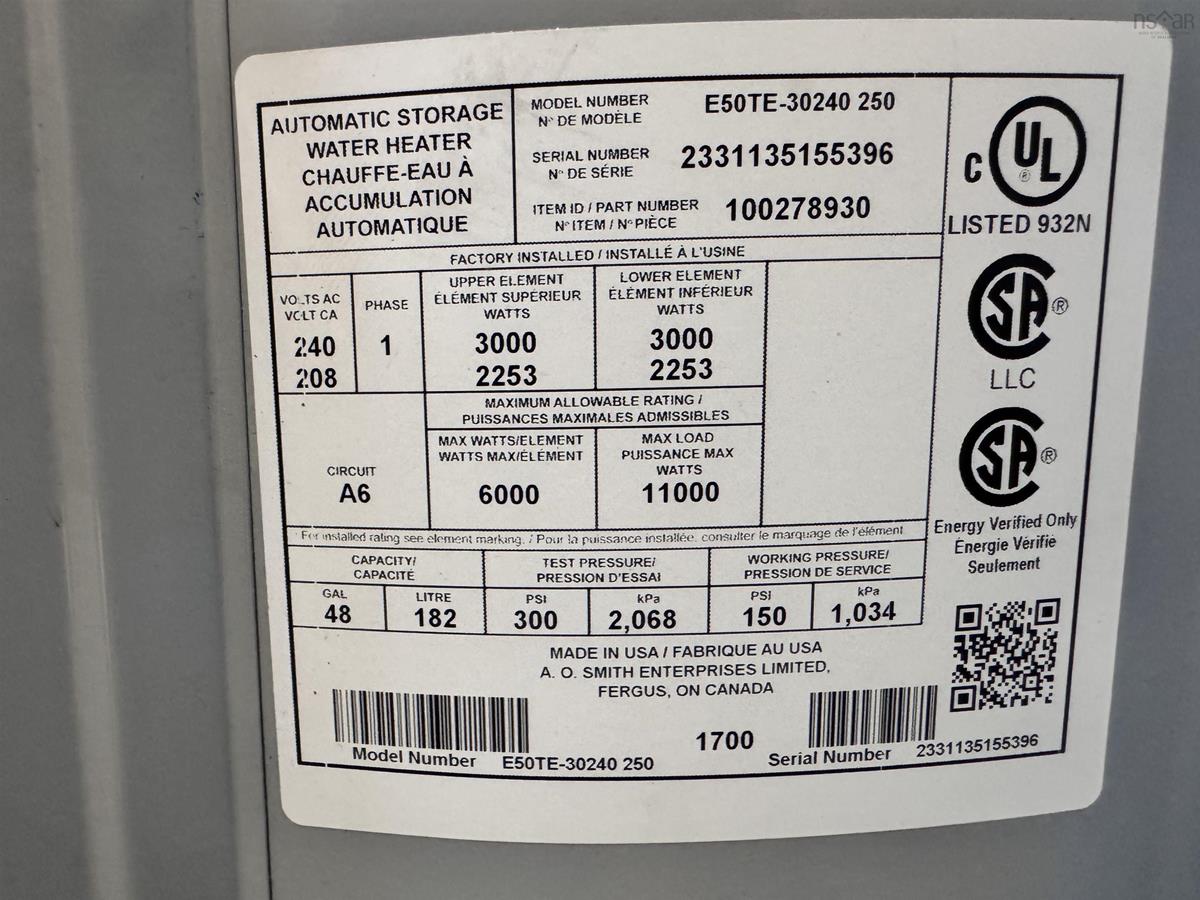 nsar
AUTOMATIC STORAGE
WATER HEATER
CHAUFFE-EAU À
ACCUMULATION
AUTOMATIQUE
MODEL NUMBER
N° DE MODÈLE
E50TE-30240 250
SERIAL NUMBER
N° DE SÉRIE
2331135155396
ITEM ID / PART NUMBER
N° ITEM / N° PIÈCE
100278930
C UL ®
LISTED 932N
FACTORY INSTALLED / INSTALLÉ À L'USINE
VOLTS AC
VOLT CA
240
208
PHASE
1
UPPER ELEMENT
ÉLÉMENT SUPÉRIEUR
WATTS
3000
2253
LOWER ELEMENT
ÉLÉMENT INFÉRIEUR
WATTS
3000
2253
SA ®
LLC
MAXIMUM ALLOWABLE RATING /
PUISSANCES MAXIMALES ADMISSIBLES
CIRCUIT
A6
MAX WATTS/ELEMENT
WATTS MAX/ÉLÉMENT
6000
MAX LOAD
PUISSANCE MAX
WATTS
11000
SA ®
Energy Verified Only
Énergie Vérifié
Seulement
For installed rating see element marking. / Pour la puissance installée, consulter le marquage de l'élément
CAPACITY/
CAPACITÉ
TEST PRESSURE/
PRESSION D'ESSAI
WORKING PRESSURE/
PRESSION DE SERVICE
GAL
48
LITRE
182
PSI
300
kPa
2,068
PSI
150
kPa
1,034
MADE IN USA / FABRIQUE AU USA
A. O. SMITH ENTERPRISES LIMITED,
FERGUS, ON CANADA
1700
Model Number E50TE-30240 250
Serial Number 2331135155396